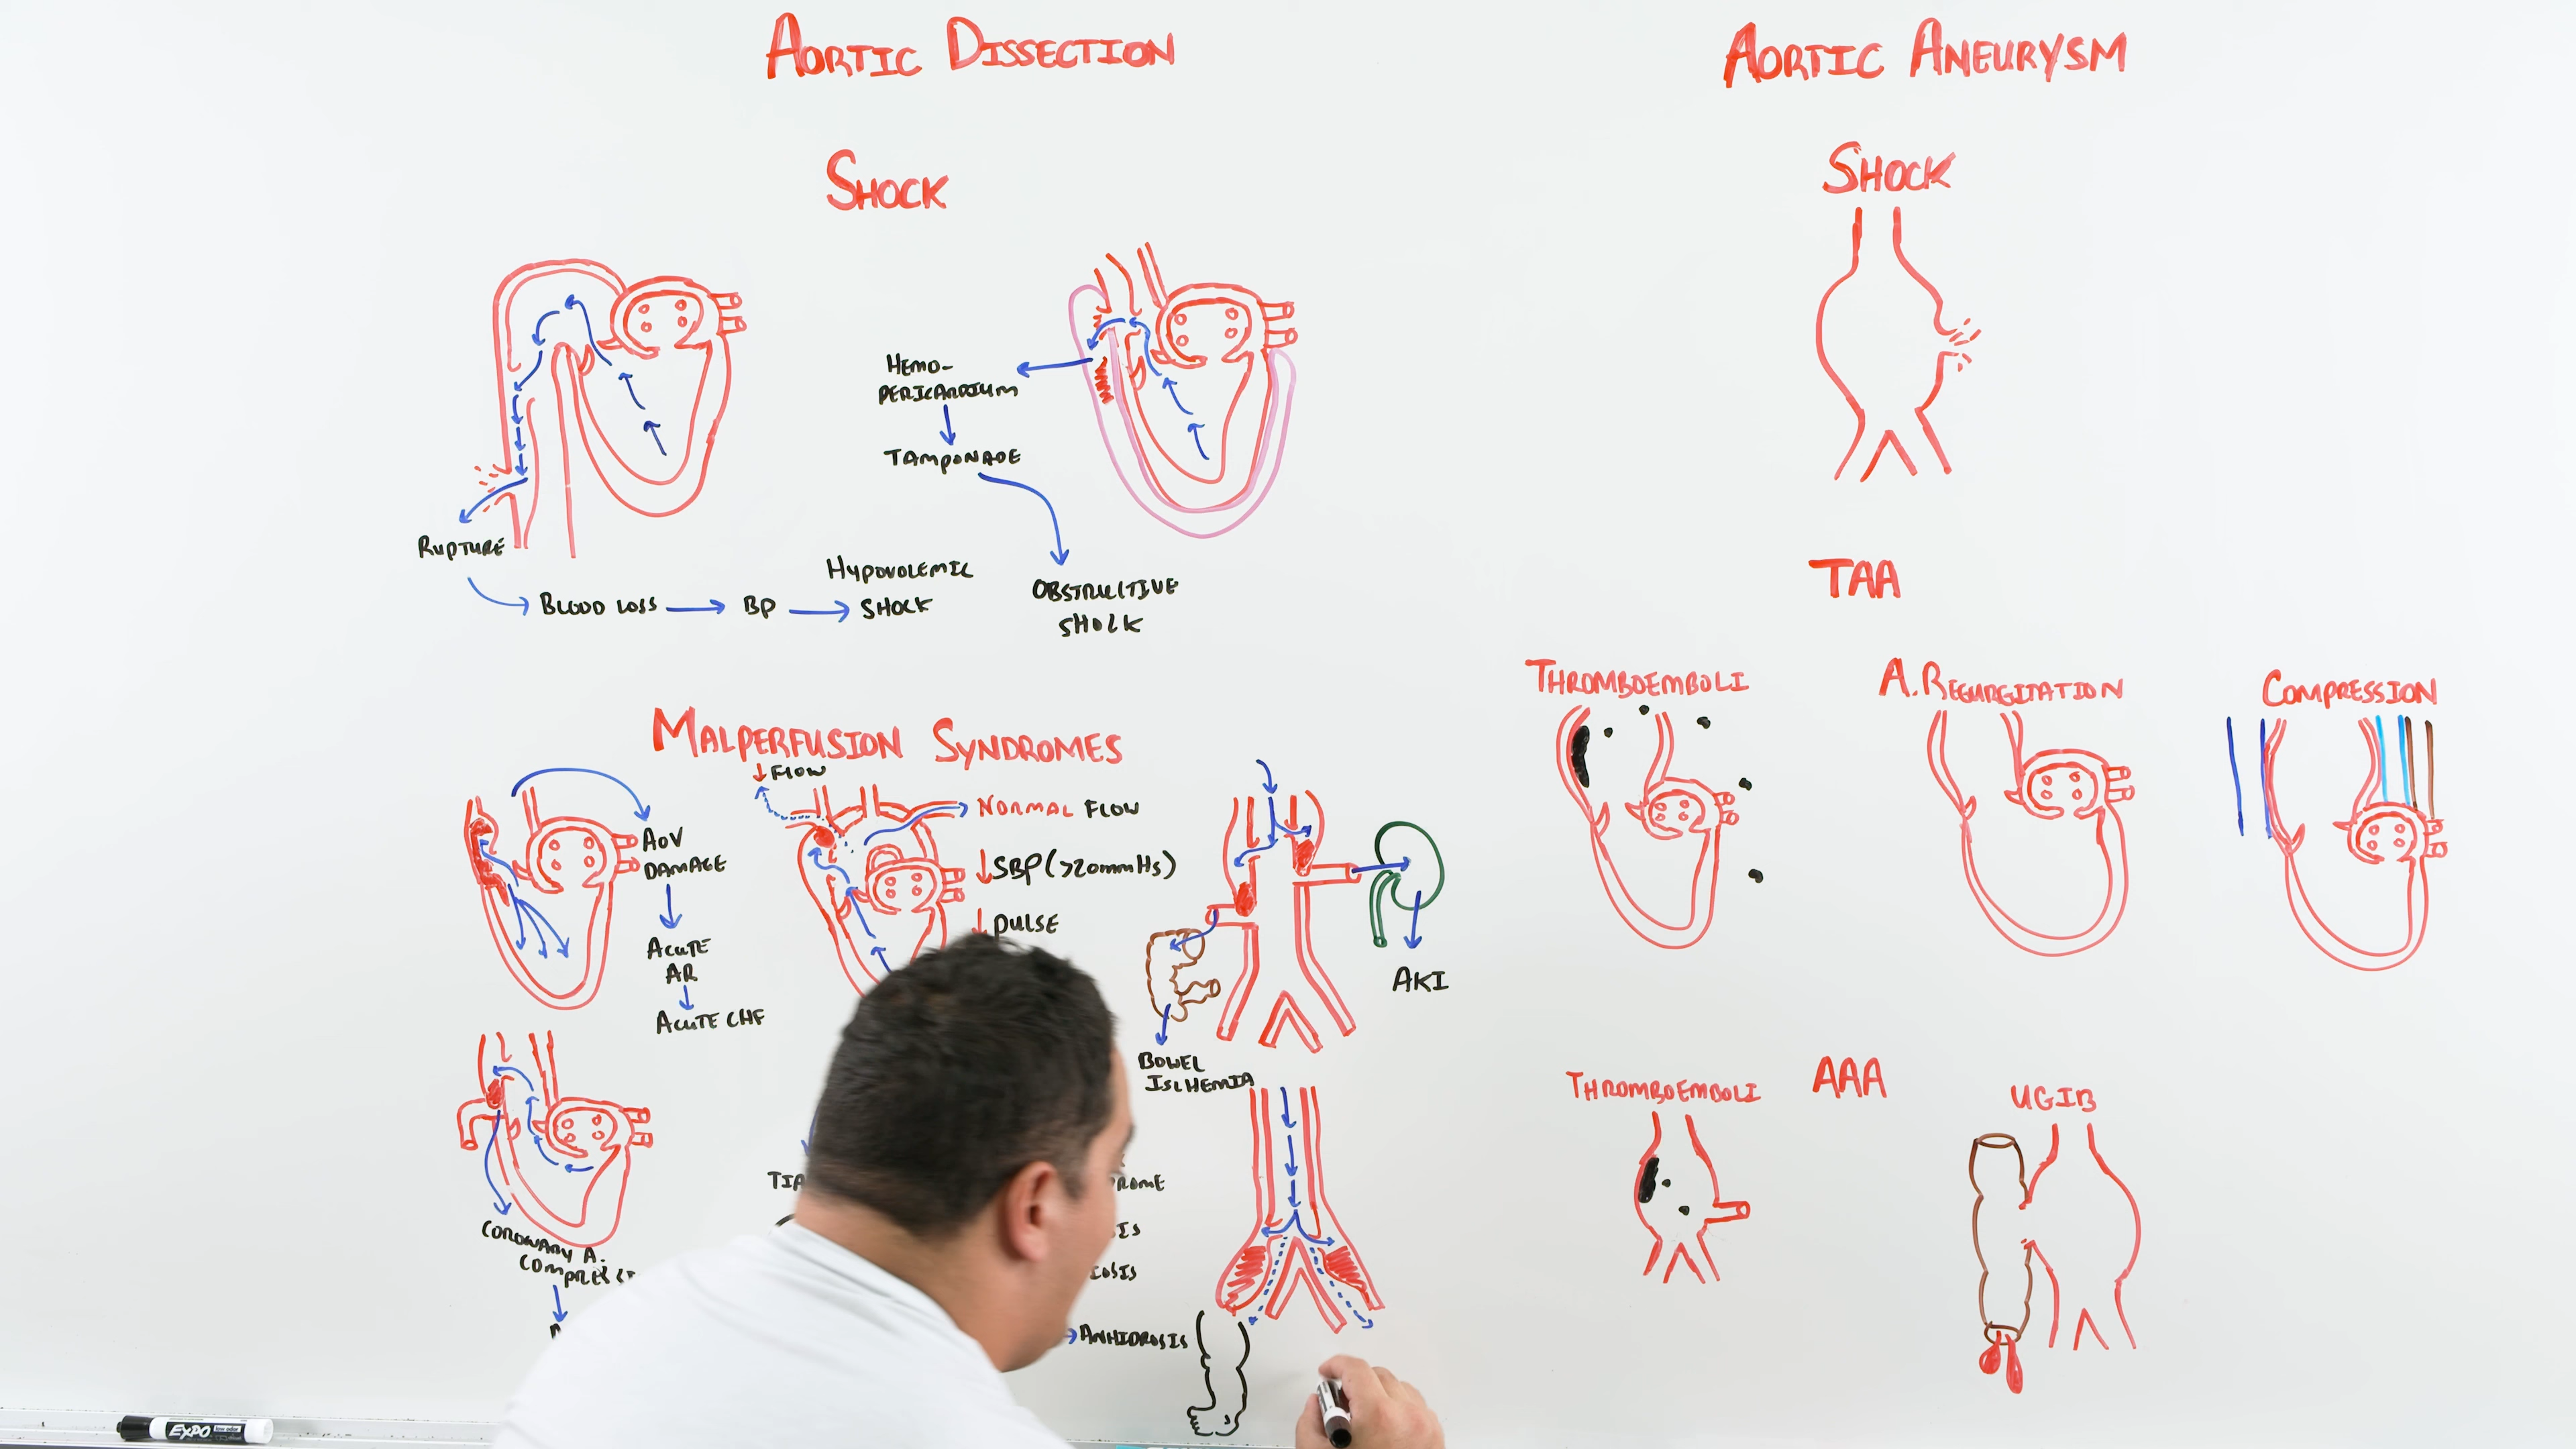 AORTIC DISSECTION
AORTIC ANEURYSM
SHOCK
SHOCK
HEMO-
PERICARDIUM
TAMPONADE
RUPTURE
BLOOD LOSS
BP
HYPOVOLEMIC
SHOCK
OBSTRUCTIVE
SHOCK
TAA
THROMBOEMBOLI
A. REGURGITATION
COMPRESSION
MALPERFUSION SYNDROMES
↓ FLOW
NORMAL FLOW
AOV
DAMAGE
↓SBP (>20mmHg)
↓ PULSE
ACUTE
AR
ACUTE CHF
AKI
BOWEL
ISCHEMIA
THROMBOEMBOLI
AAA
UGIB
CORONARY A.
ANHIDROSIS
EXPO